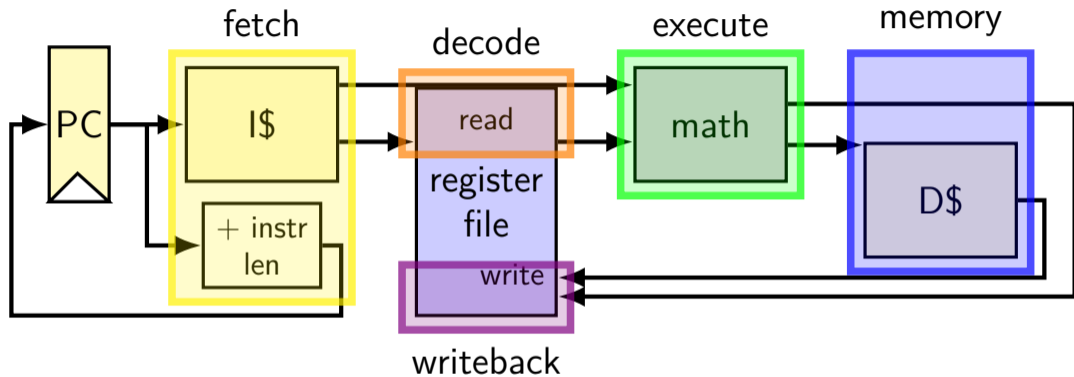 fetch
decode
execute
memory
PC
I$
read
math
register
file
D$
+ instr
len
write
writeback